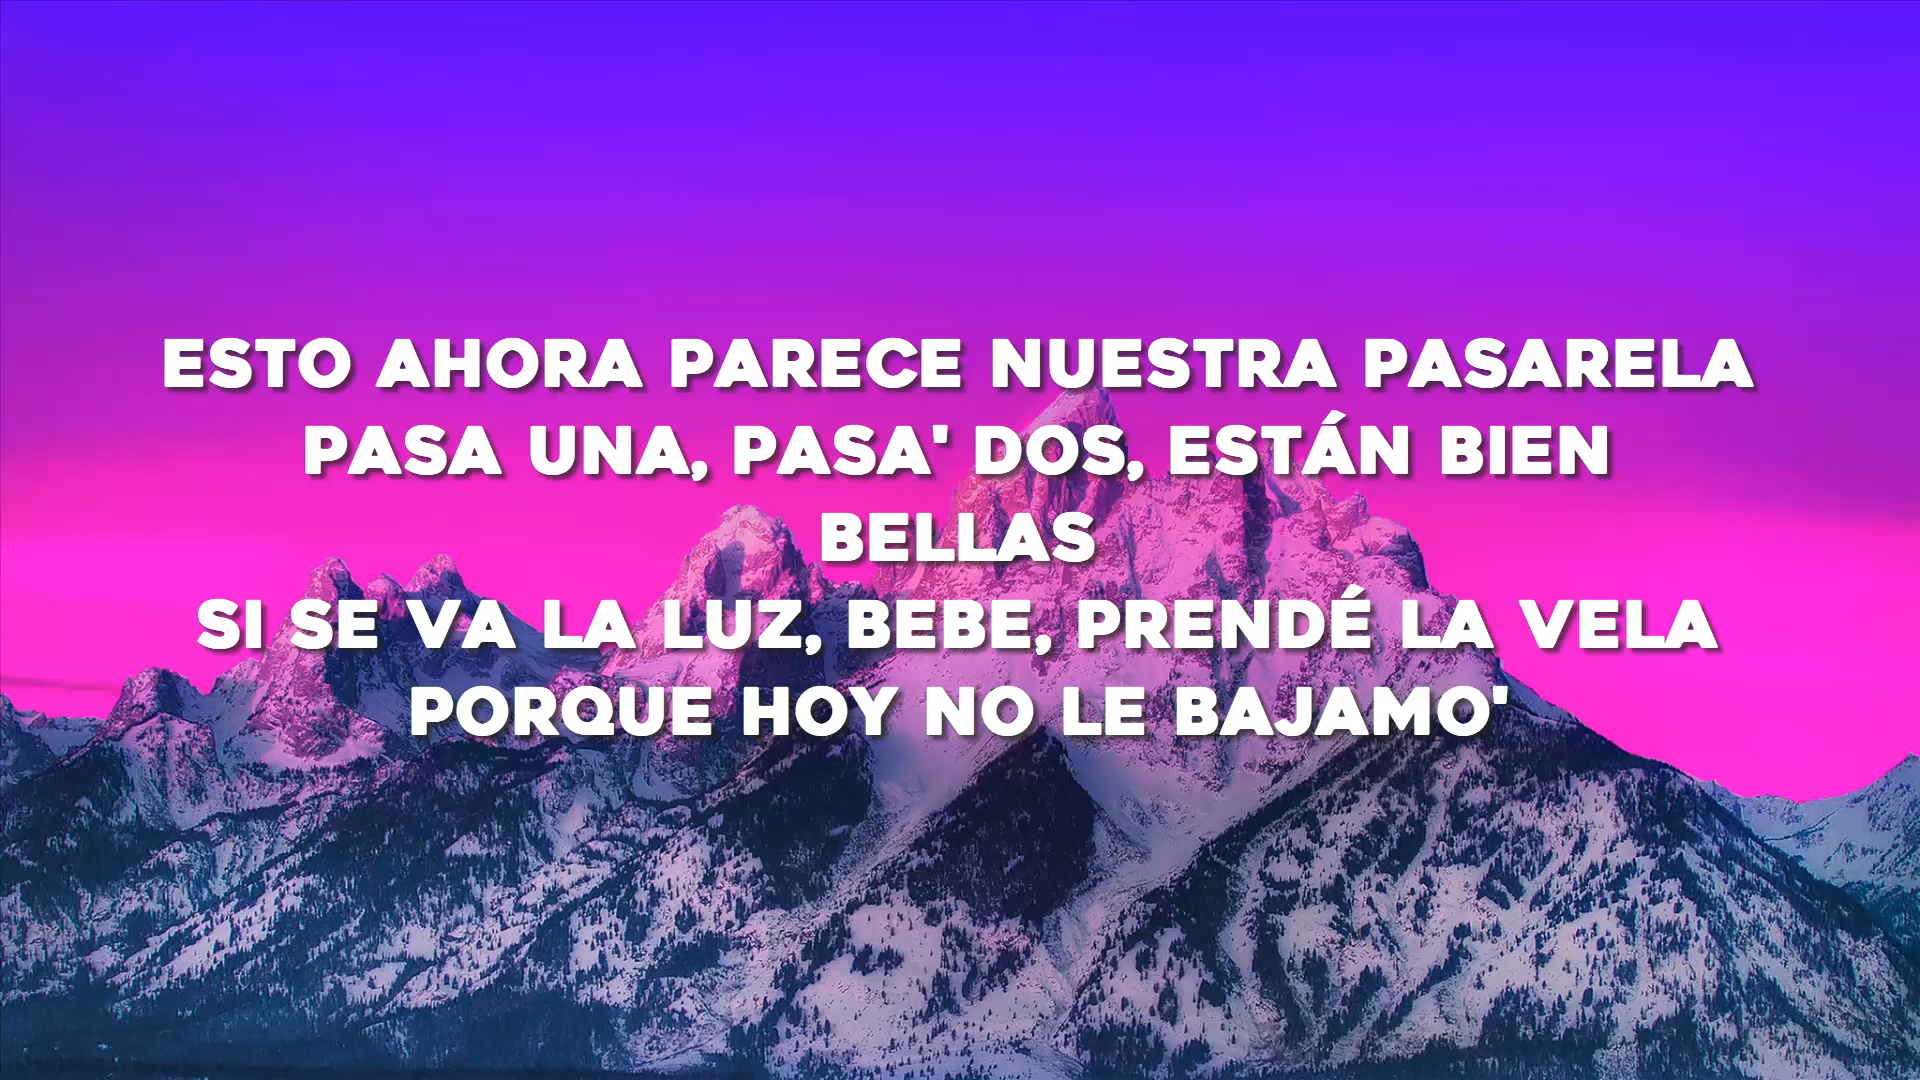 ESTO AHORA PARECE NUESTRA PASARELA
PASA UNA, PASA' DOS, ESTÁN BIEN
BELLAS
SI SE VA LA LUZ, BEBE, PRENDÉ LA VELA
PORQUE HOY NO LE BAJAMO'